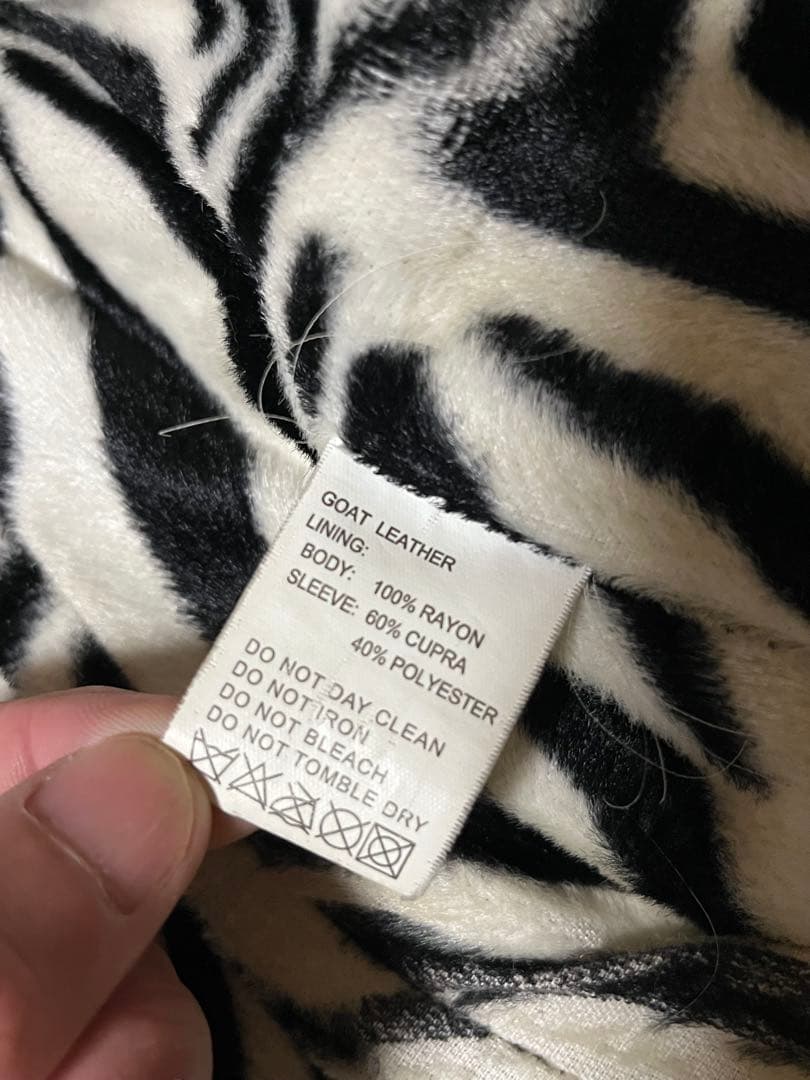 GOAT LEATHER
LINING:
BODY: 100% RAYON
SLEEVE: 60% CUPRA
40% POLYESTER
DO NOT DAY CLEAN
DO NOT IRON
DO NOT BLEACH
DO NOT TOMBLE DRY